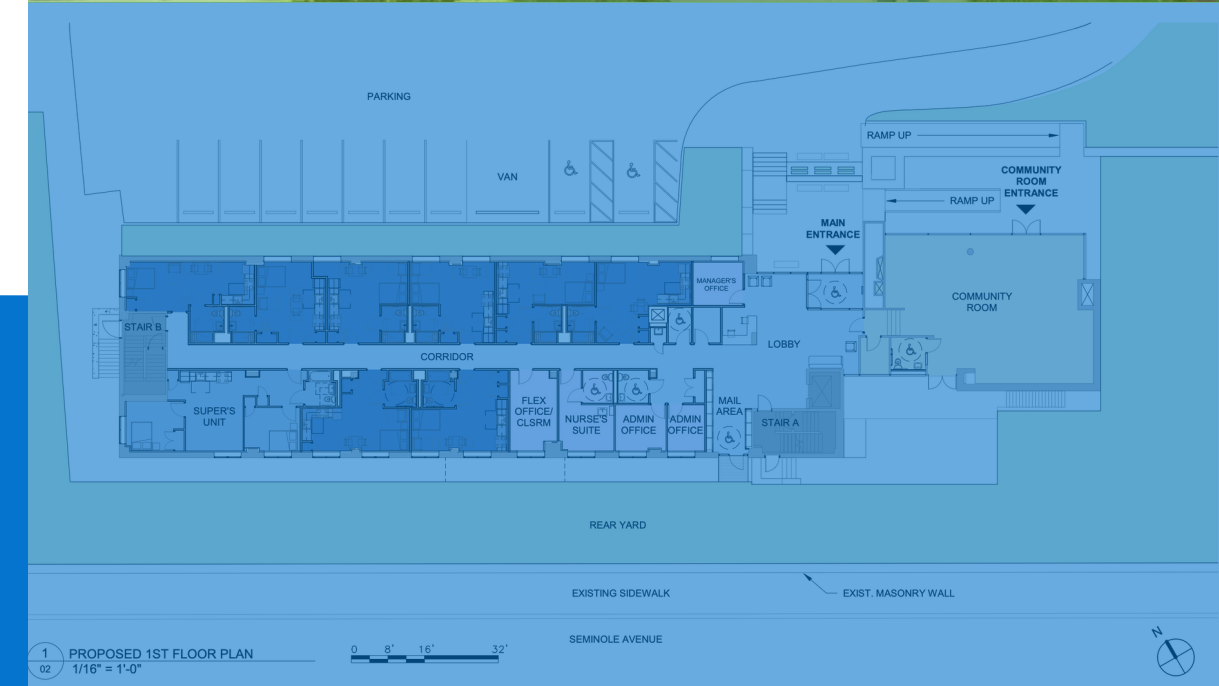 PARKING
RAMP UP
VAN
COMMUNITY
ROOM
ENTRANCE
RAMP UP
MAIN
ENTRANCE
MANAGER'S
OFFICE
COMMUNITY
ROOM
STAIR B
LOBBY
CORRIDOR
SUPER'S
UNIT
FLEX
OFFICE/
CLSRM
NURSE'S
SUITE
ADMIN
OFFICE
ADMIN
OFFICE
MAIL
AREA
STAIR A
REAR YARD
EXISTING SIDEWALK
EXIST. MASONRY WALL
SEMINOLE AVENUE
1
02
PROPOSED 1ST FLOOR PLAN
1/16" = 1'-0"
0 8' 16' 32'
N